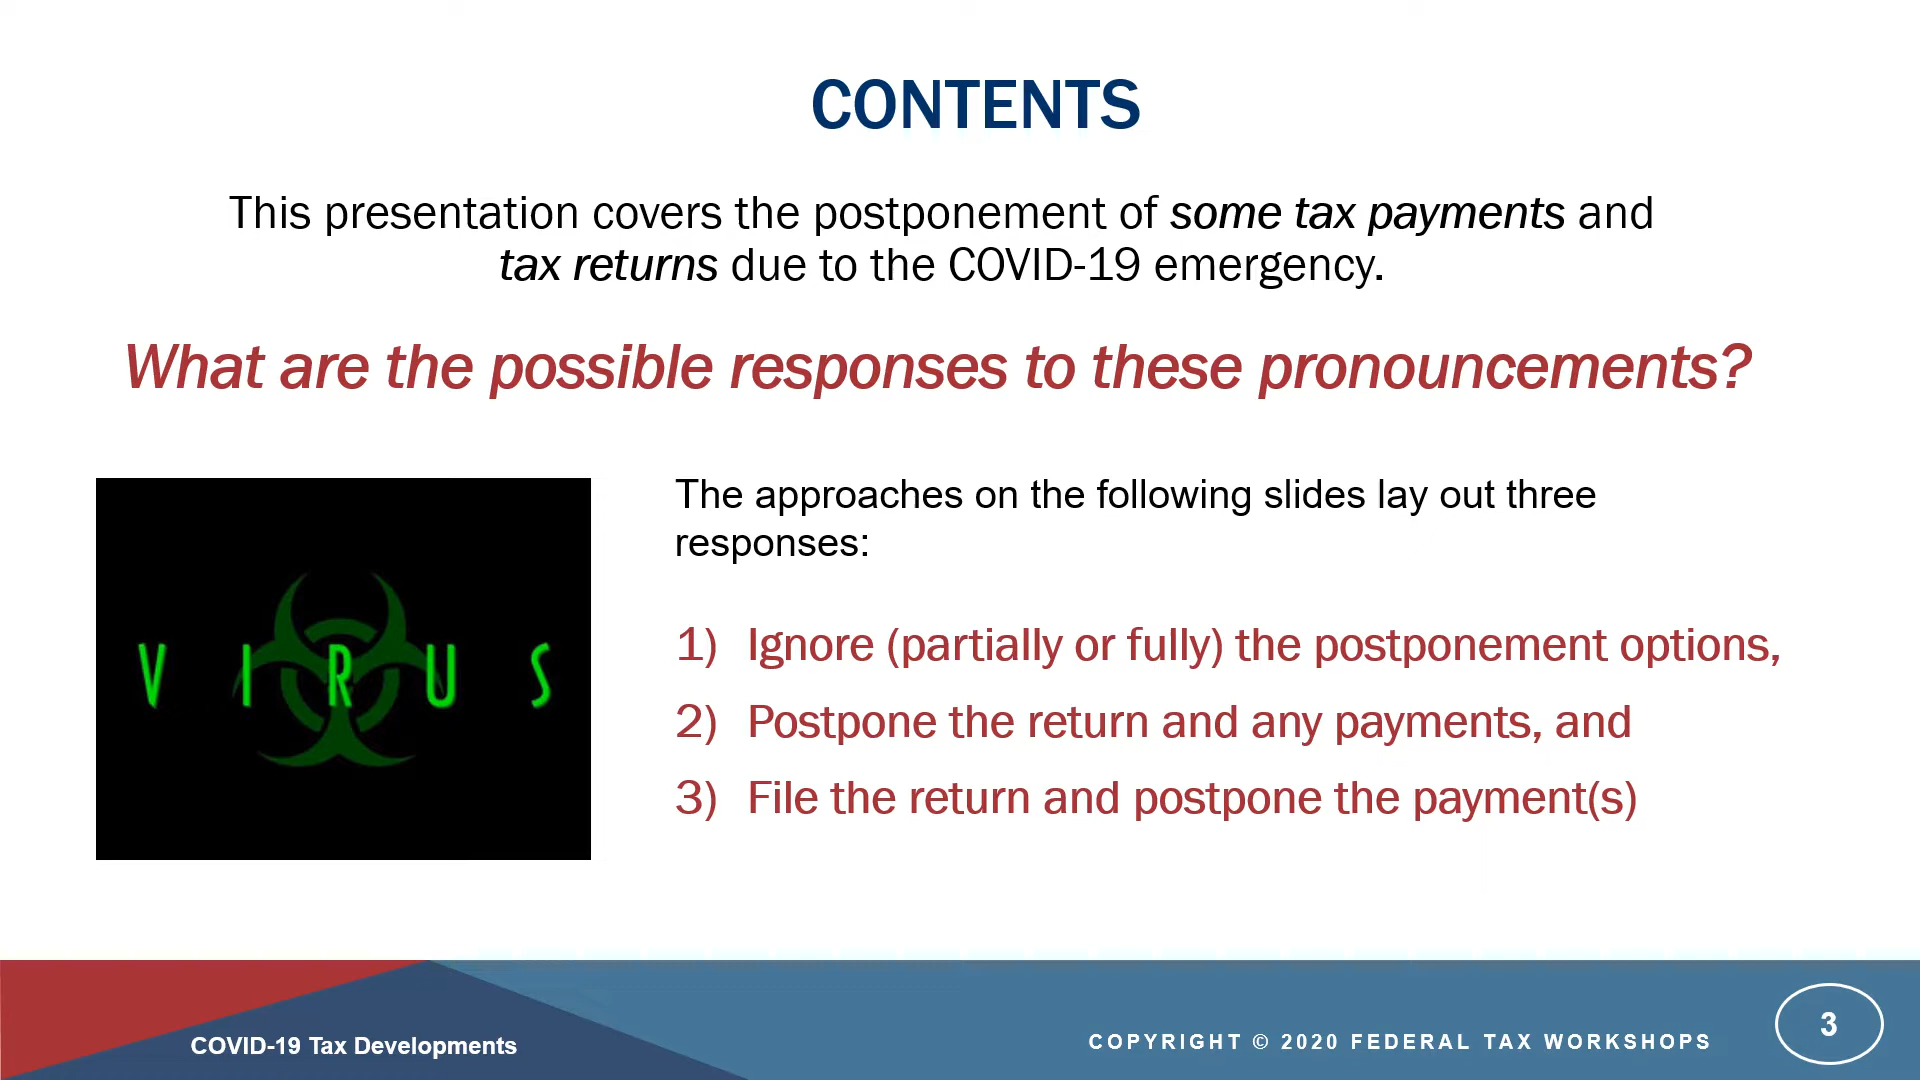 CONTENTS
This presentation covers the postponement of some tax payments and
tax returns due to the COVID-19 emergency.
What are the possible responses to these pronouncements?
The approaches on the following slides lay out three
responses:
1) Ignore (partially or fully) the postponement options,
2) Postpone the return and any payments, and
3) File the return and postpone the payment(s)
VIRUS
COVID-19 Tax Developments
COPYRIGHT © 2020 FEDERAL TAX WORKSHOPS
3